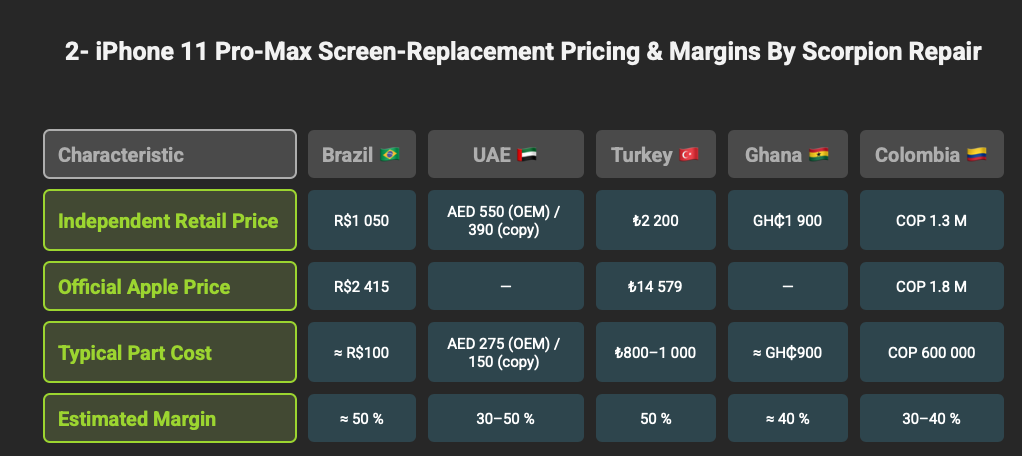 2- iPhone 11 Pro-Max Screen-Replacement Pricing & Margins By Scorpion Repair
Characteristic Brazil 🇧🇷 UAE 🇦🇪 Turkey 🇹🇷 Ghana 🇬🇭 Colombia 🇨🇴
Independent Retail Price R$1 050 AED 550 (OEM) / 390 (copy) ₺2 200 GH₵1 900 COP 1.3 M
Official Apple Price R$2 415 — ₺14 579 — COP 1.8 M
Typical Part Cost ≈ R$100 AED 275 (OEM) / 150 (copy) ₺800–1 000 ≈ GH₵900 COP 600 000
Estimated Margin ≈ 50 % 30–50 % 50 % ≈ 40 % 30–40 %